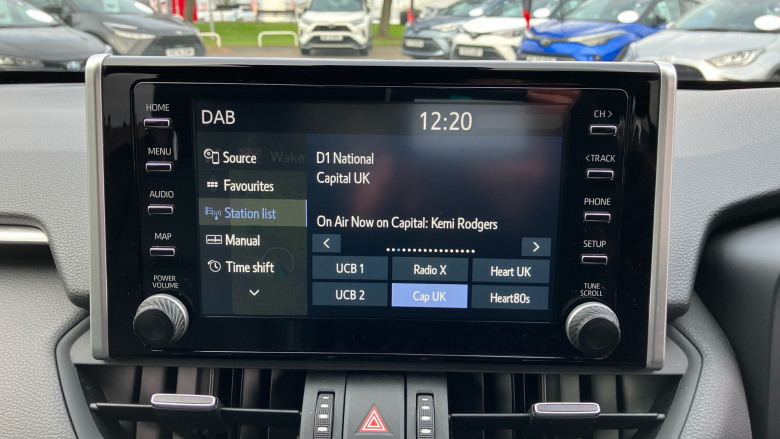 DAB
12:20
HOME
MENU
AUDIO
MAP
POWER
VOLUME
Source
Favourites
Station list
Manual
Time shift
D1 National
Capital UK
On Air Now on Capital: Kemi Rodgers
UCB 1
Radio X
Heart UK
UCB 2
Cap UK
Heart80s
CH >
< TRACK
PHONE
SETUP
TUNE
SCROLL